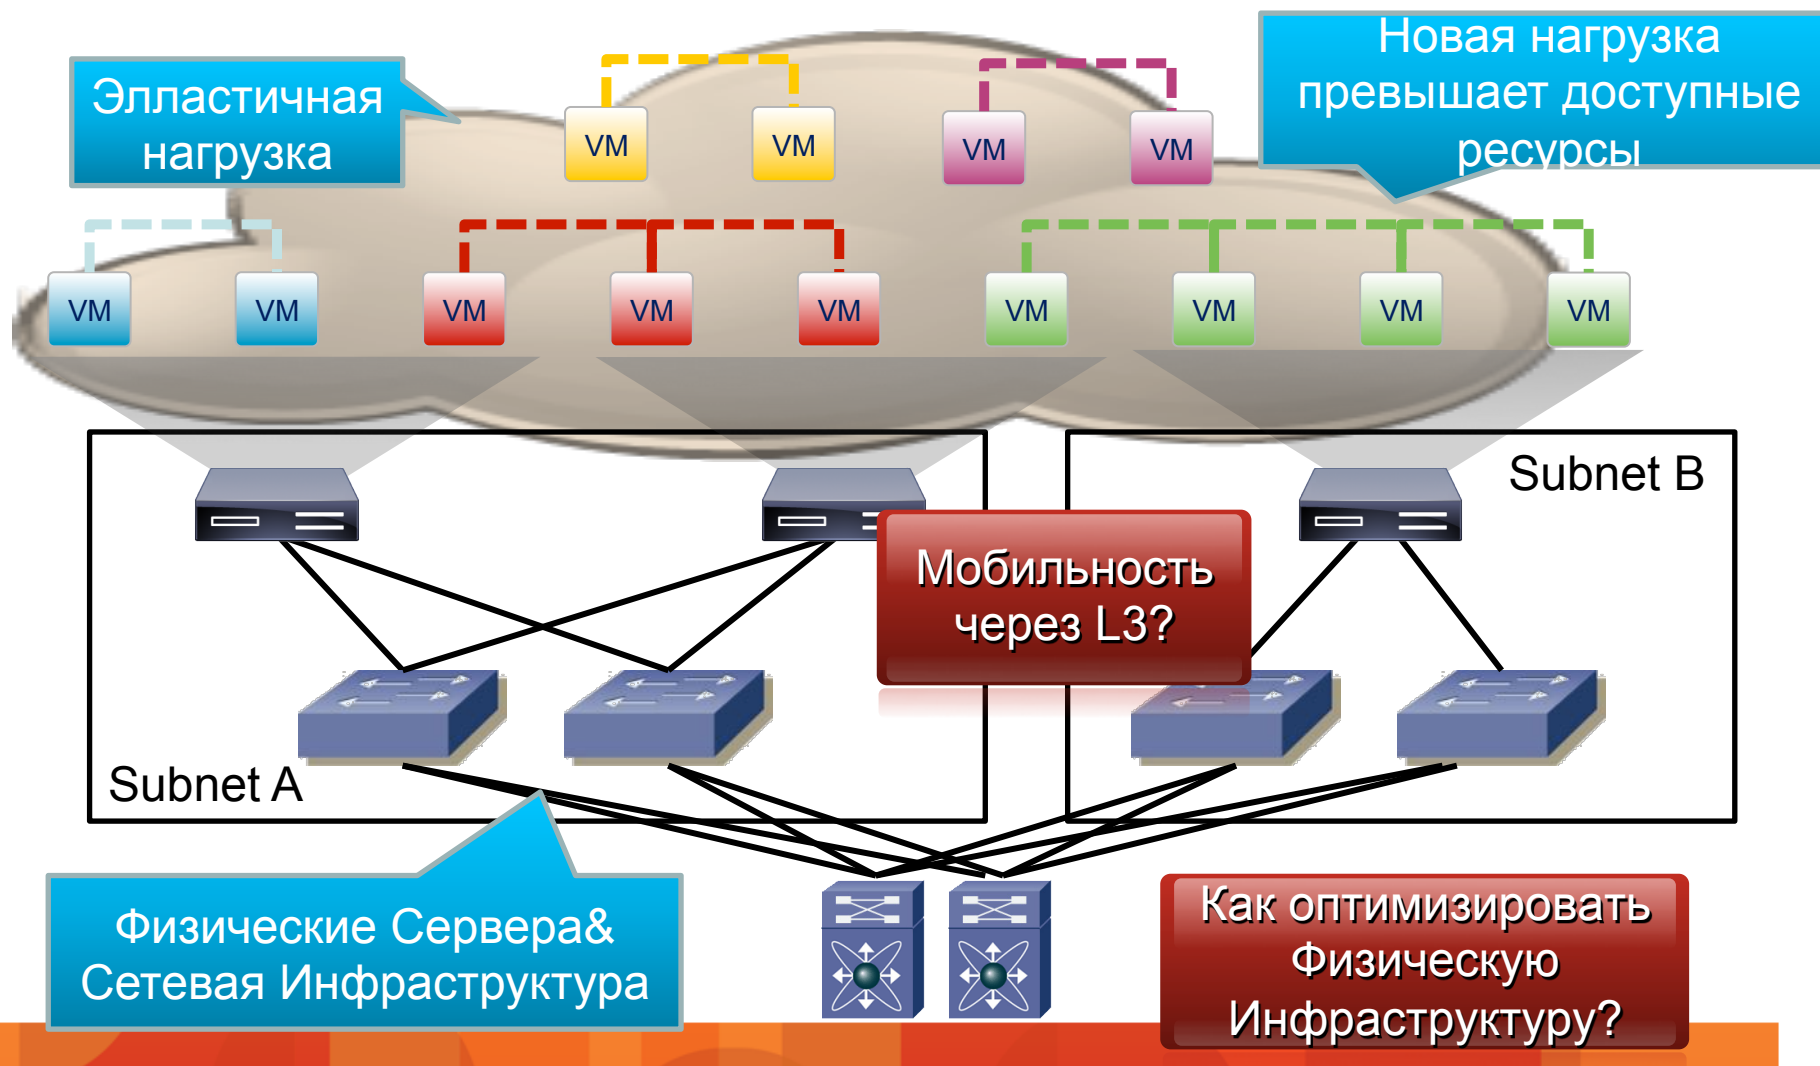 Новая нагрузка
превышает доступные
ресурсы
Элластичная
нагрузка
VM
VM
VM
VM
VM
VM
VM
VM
VM
VM
VM
VM
VM
Subnet B
Мобильность
через L3?
Subnet A
Физические Сервера&
Сетевая Инфраструктура
Как оптимизировать
Физическую
Инфраструктуру?